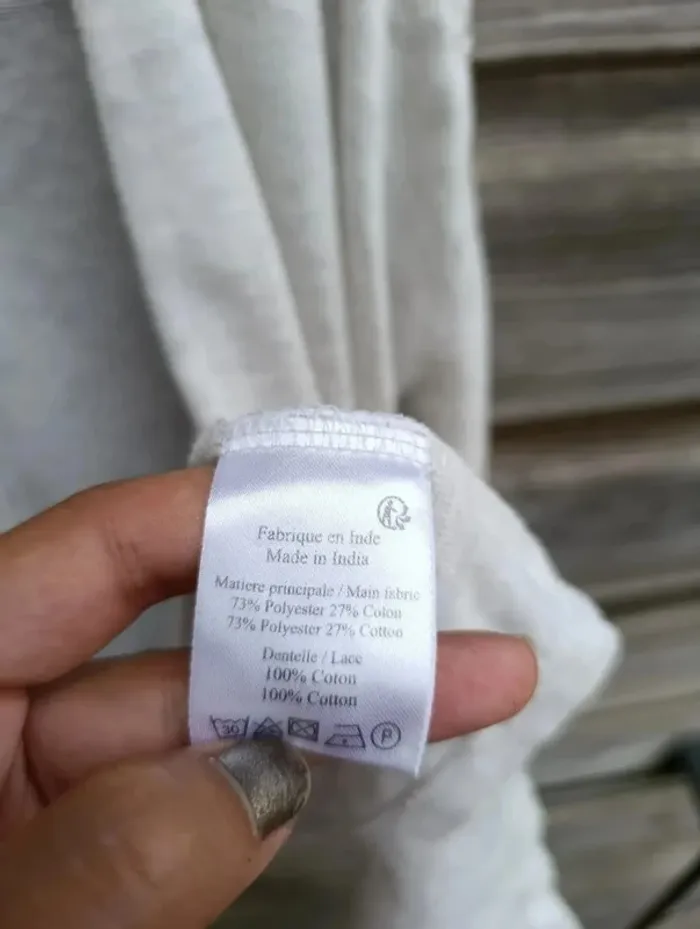 Fabrique en Inde
Made in India
Matiere principale / Main fabric
73% Polyester 27% Coton
73% Polyester 27% Cotton
Dentelle / Lace
100% Coton
100% Cotton
30
P